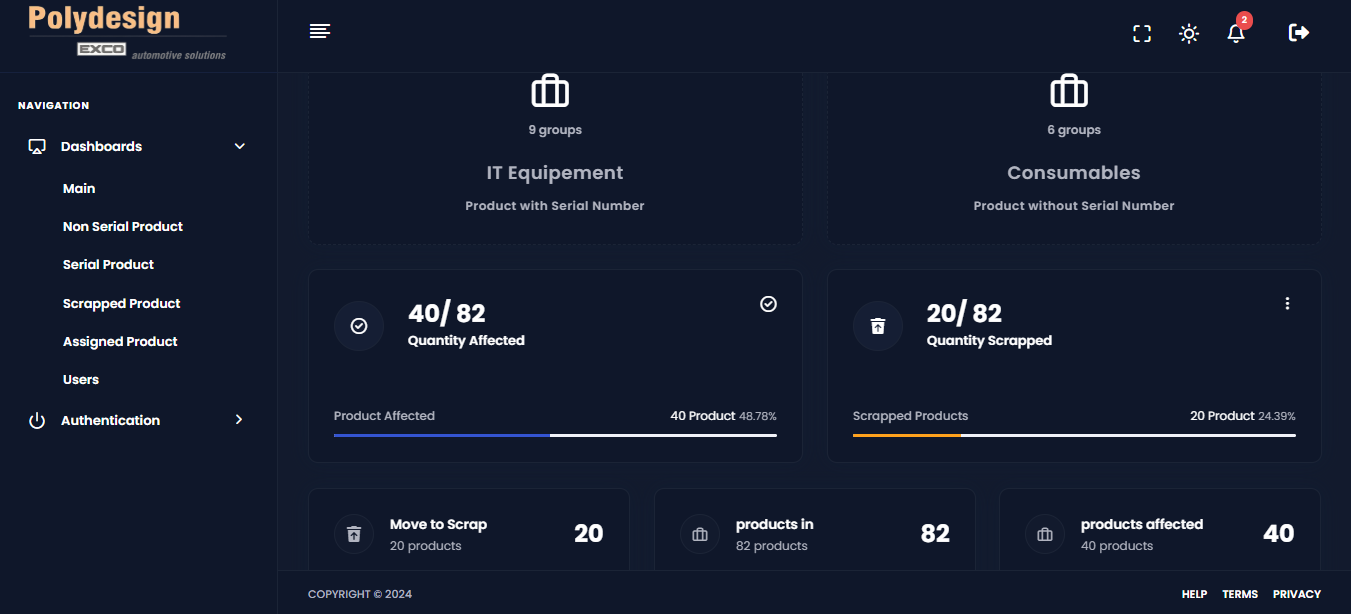 Polydesign
EXCO automotive solutions
2
NAVIGATION
Dashboards
Main
Non Serial Product
Serial Product
Scrapped Product
Assigned Product
Users
Authentication
9 groups
IT Equipement
Product with Serial Number
6 groups
Consumables
Product without Serial Number
40/ 82
Quantity Affected
Product Affected
40 Product 48.78%
20/ 82
Quantity Scrapped
Scrapped Products
20 Product 24.39%
Move to Scrap
20 products
20
products in
82 products
82
products affected
40 products
40
COPYRIGHT © 2024
HELP TERMS PRIVACY